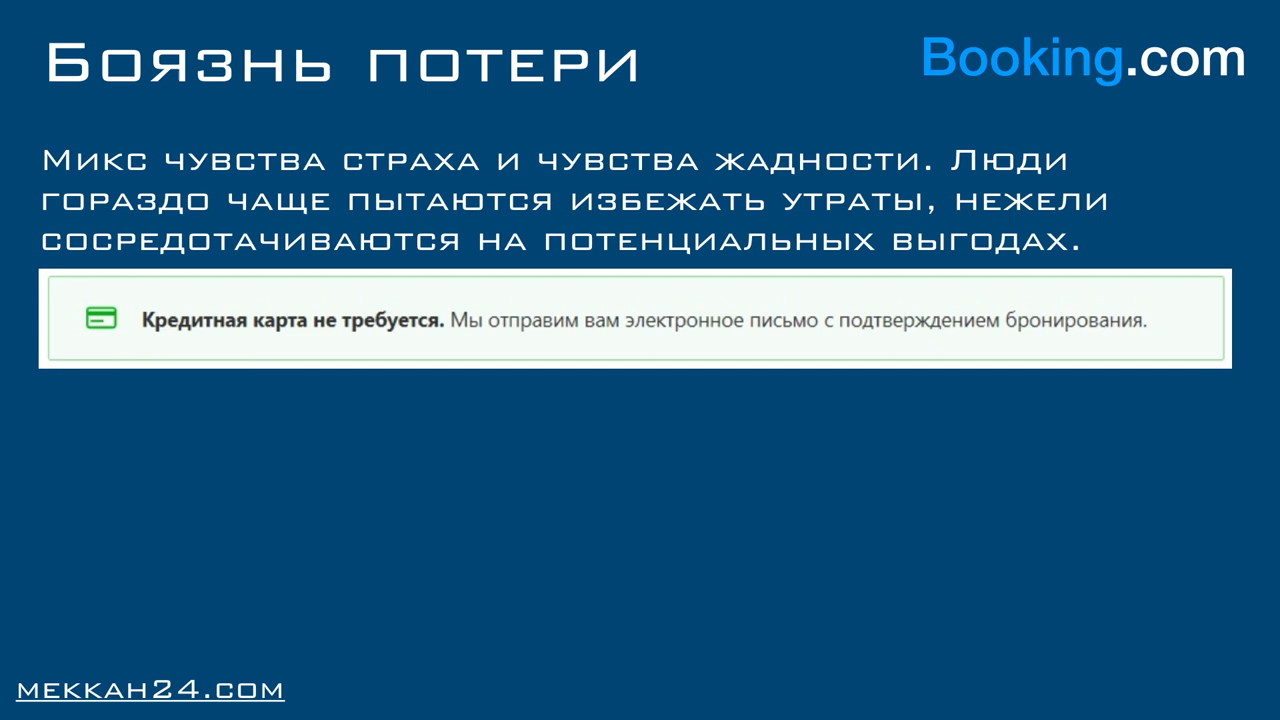 Боязнь потери
Booking.com
Микс чувства страха и чувства жадности. Люди
гораздо чаще пытаются избежать утраты, нежели
сосредотачиваются на потенциальных выгодах.
Кредитная карта не требуется. Мы отправим вам электронное письмо с подтверждением бронирования.
меккан24.com